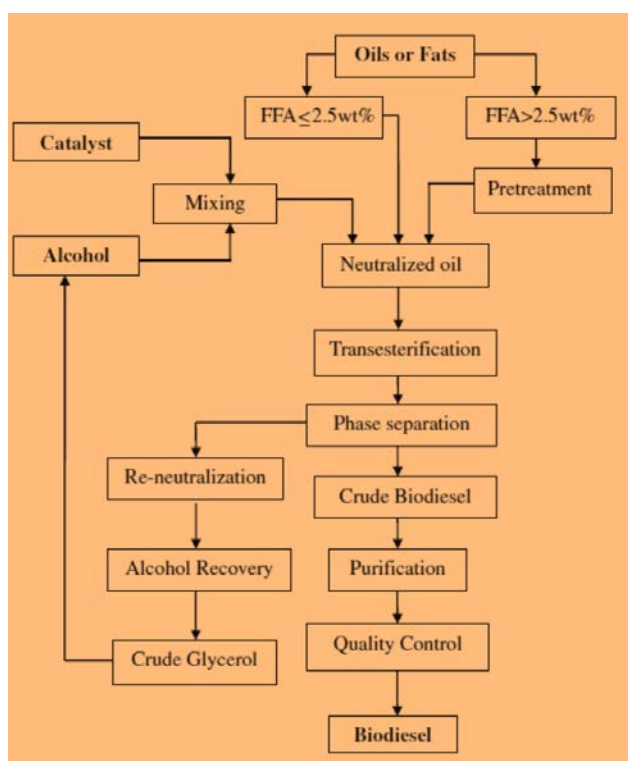 Oils or Fats
FFA≤2.5wt%
FFA>2.5wt%
Catalyst
Pretreatment
Mixing
Alcohol
Neutralized oil
Transesterification
Phase separation
Re-neutralization
Crude Biodiesel
Alcohol Recovery
Purification
Crude Glycerol
Quality Control
Biodiesel